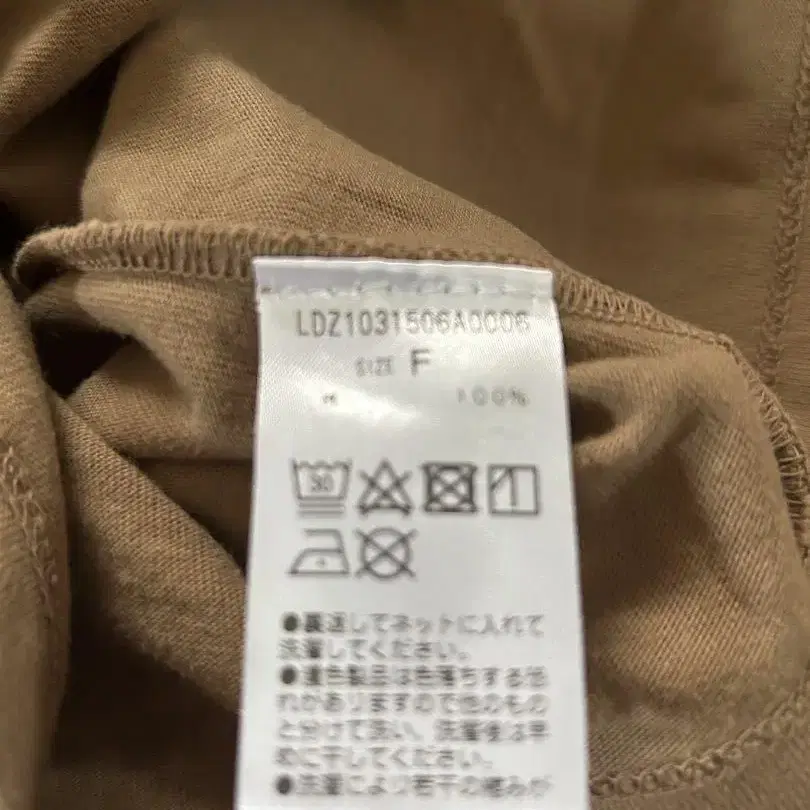 LDZ1031506A0006
SIZE F
100%
30
●裏返してネットに入れて
洗濯してください。
●濃色製品は色落ちする恐
れがありますので他のもの
と分けて洗い、洗濯後は早
めに干してください。
●洗濯により若干の縮みが